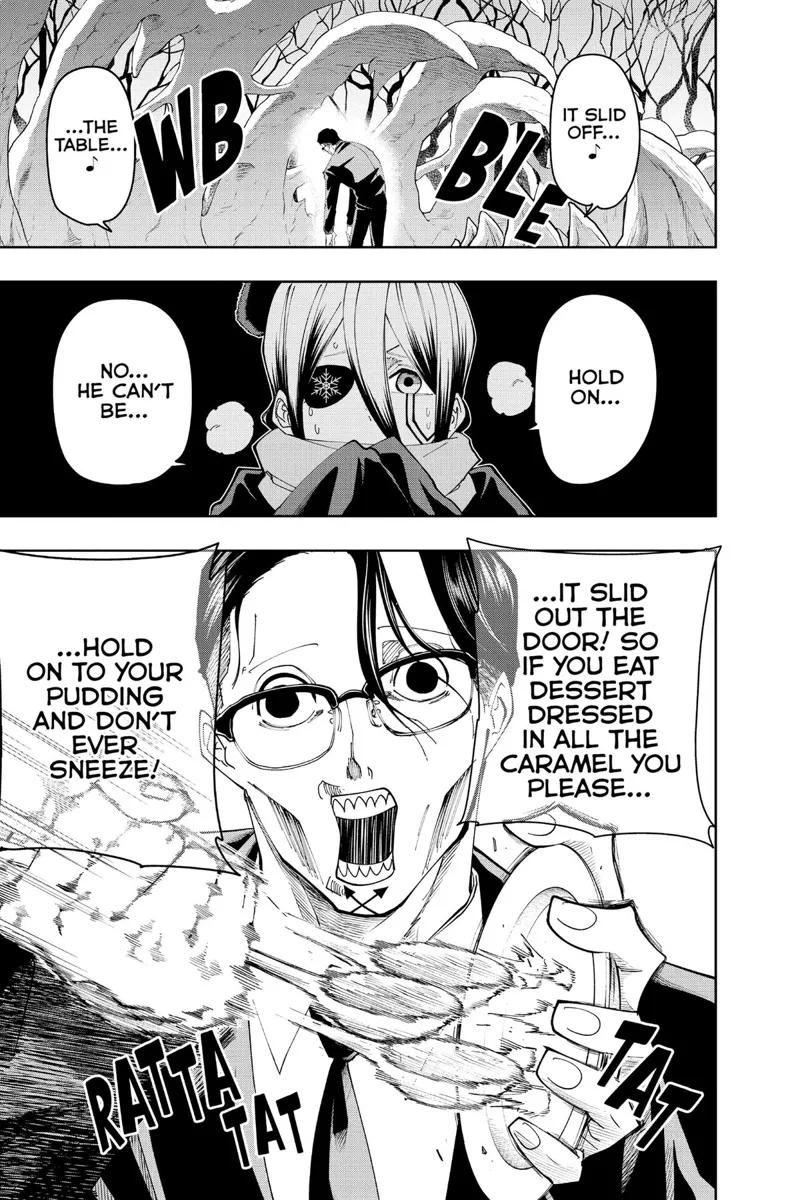 IT SLID
OFF...
♪
WBBLE
...THE
TABLE...
♪
HOLD
ON...
NO...
HE CAN'T
BE...
...IT SLID
OUT THE
DOOR! SO
IF YOU EAT
DESSERT
DRESSED
IN ALL THE
CARAMEL YOU
PLEASE...
...HOLD
ON TO YOUR
PUDDING
AND DON'T
EVER
SNEEZE!
RATTA
TAT
TAT